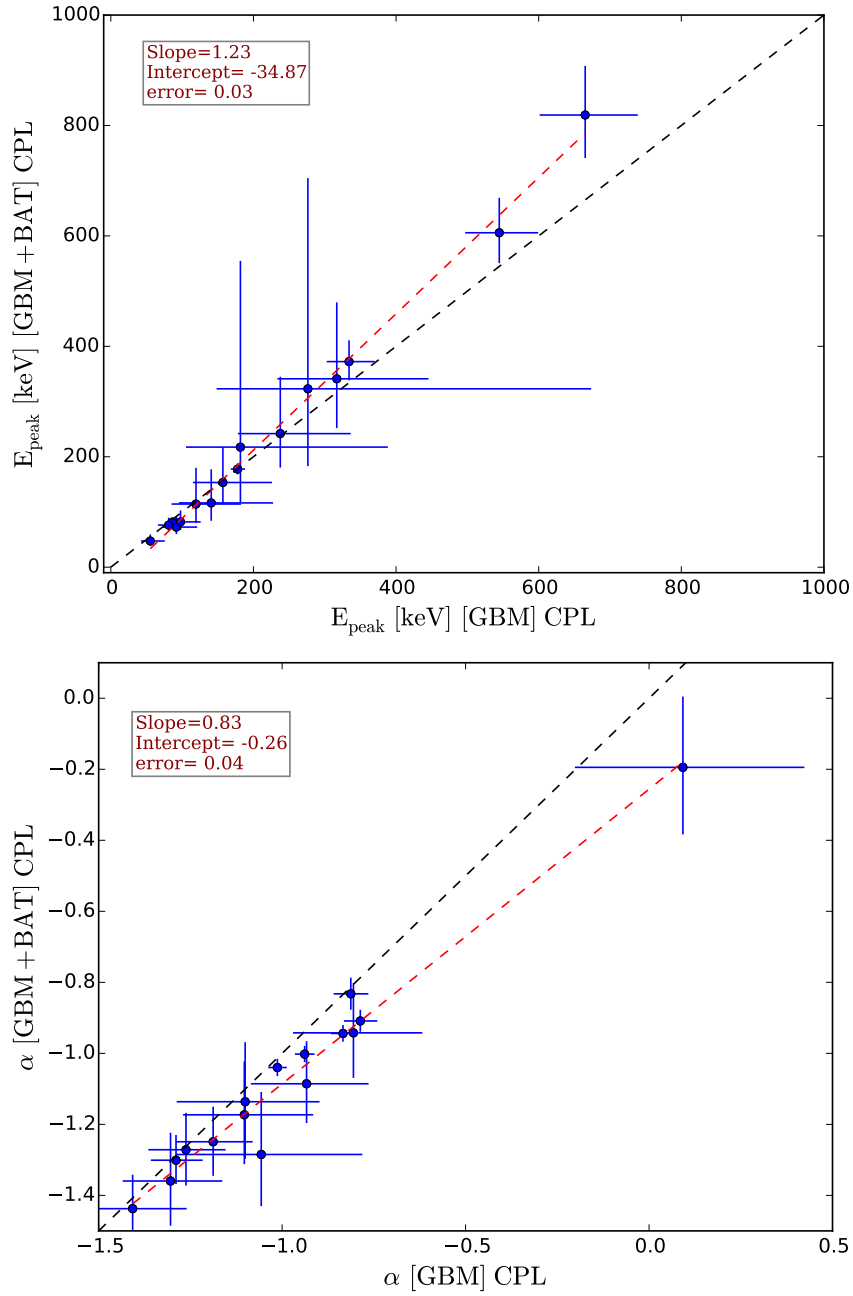 1000
800
600
400
200
0
E_peak [keV] [GBM+BAT] CPL
Slope=1.23
Intercept= -34.87
error= 0.03
0
200
400
600
800
1000
E_peak [keV] [GBM] CPL
0.0
−0.2
−0.4
−0.6
−0.8
−1.0
−1.2
−1.4
α [GBM+BAT] CPL
Slope=0.83
Intercept= -0.26
error= 0.04
−1.5
−1.0
−0.5
0.0
0.5
α [GBM] CPL